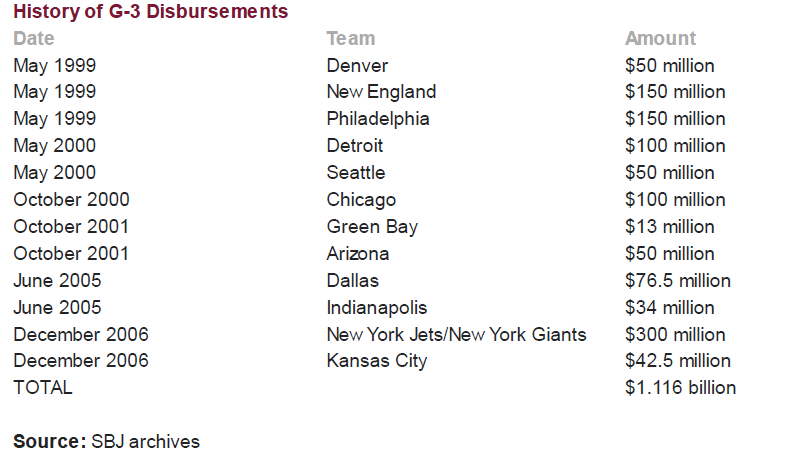 History of G-3 Disbursements
Date Team Amount
May 1999 Denver $50 million
May 1999 New England $150 million
May 1999 Philadelphia $150 million
May 2000 Detroit $100 million
May 2000 Seattle $50 million
October 2000 Chicago $100 million
October 2001 Green Bay $13 million
October 2001 Arizona $50 million
June 2005 Dallas $76.5 million
June 2005 Indianapolis $34 million
December 2006 New York Jets/New York Giants $300 million
December 2006 Kansas City $42.5 million
TOTAL $1.116 billion
Source: SBJ archives